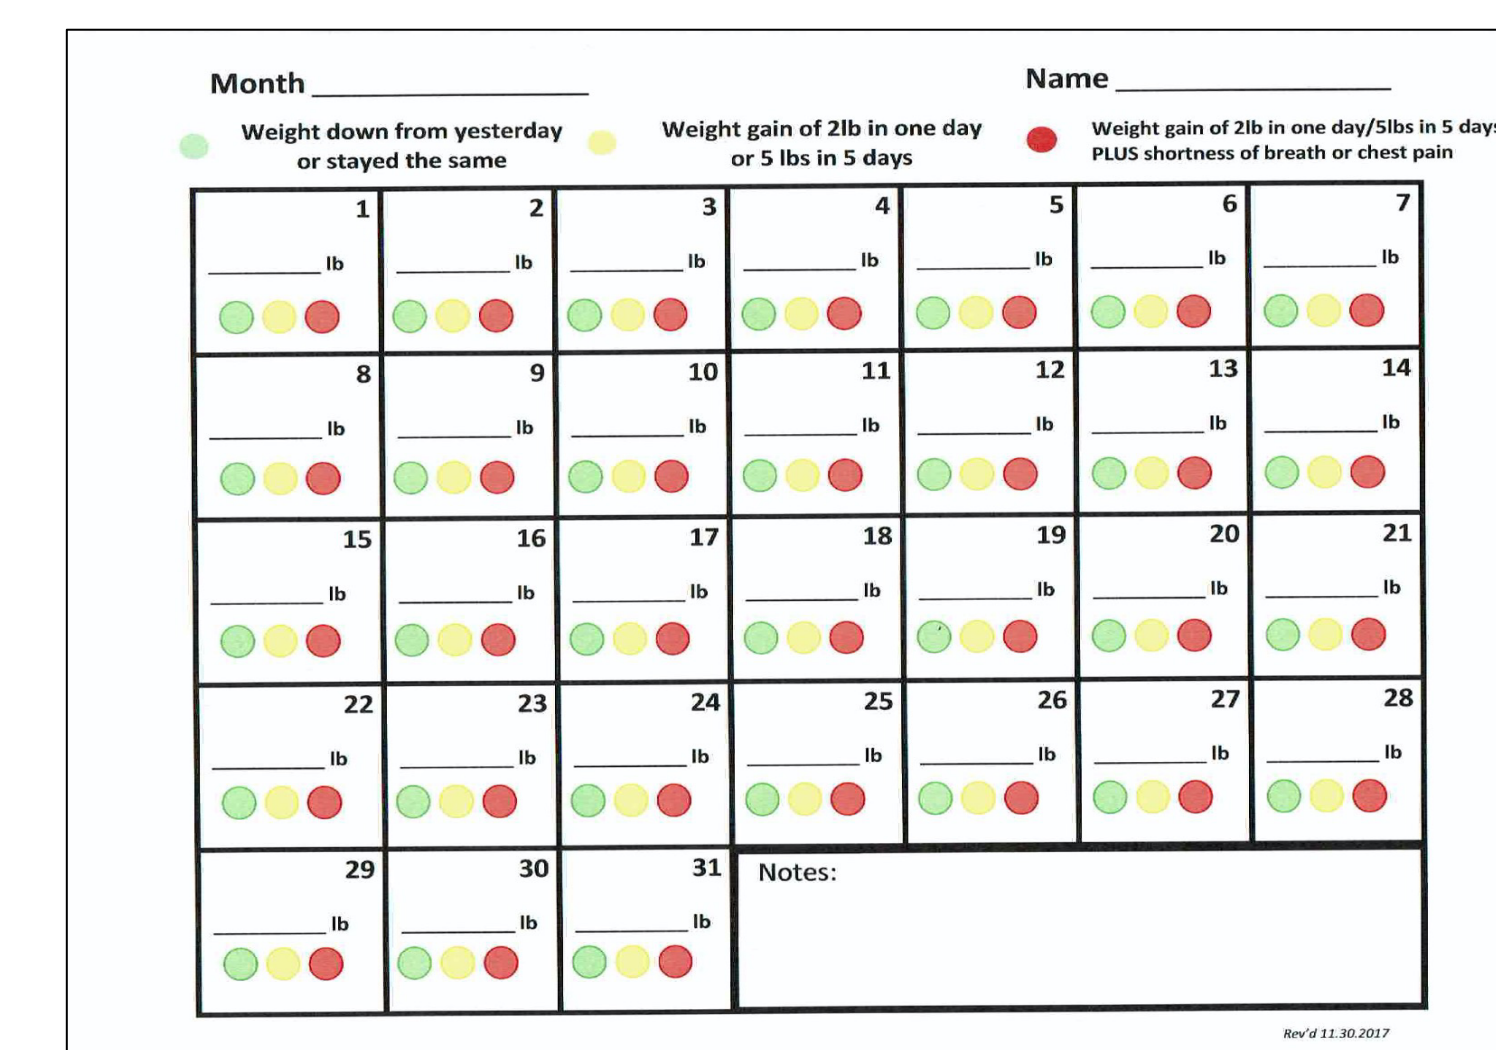 Month ____________ Name ____________
Weight down from yesterday
or stayed the same
Weight gain of 2lb in one day
or 5 lbs in 5 days
Weight gain of 2lb in one day/5lbs in 5 days
PLUS shortness of breath or chest pain
1 2 3 4 5 6 7
lb lb lb lb lb lb lb
8 9 10 11 12 13 14
lb lb lb lb lb lb lb
15 16 17 18 19 20 21
lb lb lb lb lb lb lb
22 23 24 25 26 27 28
lb lb lb lb lb lb lb
29 30 31 Notes:
lb lb lb
Rev'd 11.30.2017